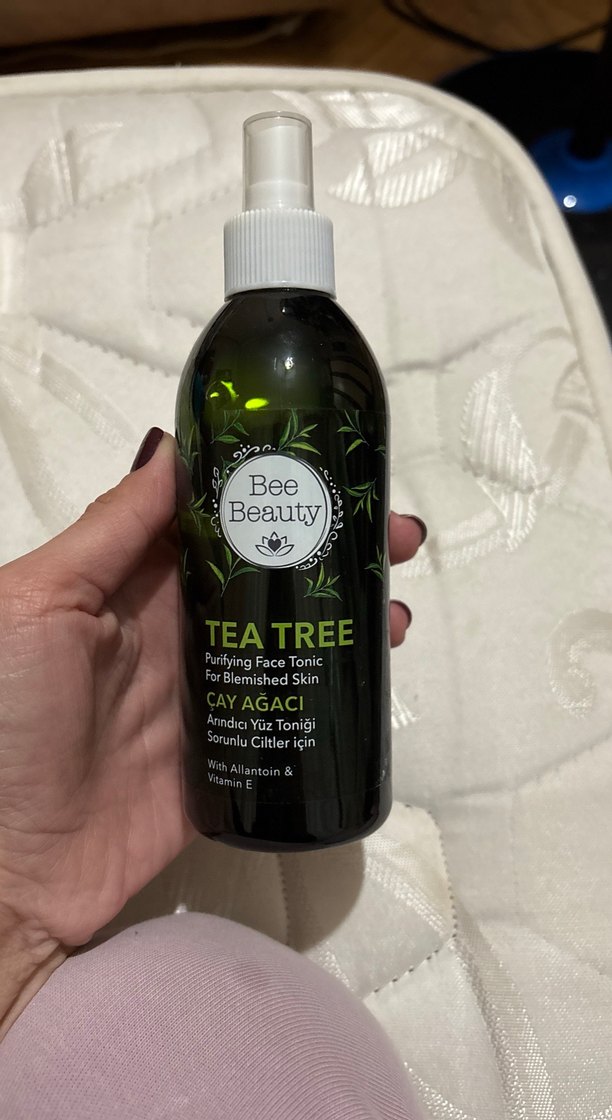 Bee
Beauty
TEA TREE
Purifying Face Tonic
For Blemished Skin
ÇAY AĞACI
Arındırıcı Yüz Toniği
Sorunlu Ciltler için
With Allantoin &
Vitamin E